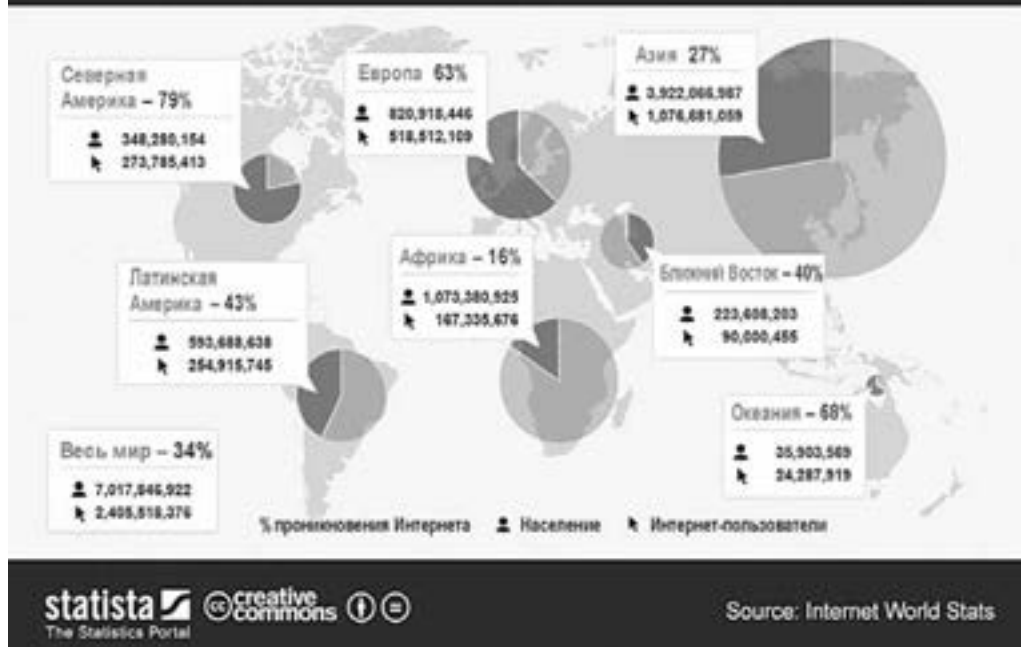 Северная
Америка – 79%
348,280,154
273,785,413
Европа 63%
820,918,446
518,512,109
Азия 27%
3,922,066,987
1,076,681,059
Латинская
Америка – 43%
593,688,638
254,915,745
Африка – 16%
1,073,380,925
167,335,676
Ближний Восток – 40%
223,608,203
90,000,455
Океания – 68%
35,903,569
24,287,919
Весь мир – 34%
7,017,846,922
2,405,518,376
% проникновения Интернета Население Интернет-пользователи
statista
The Statistics Portal
cc creative commons
Source: Internet World Stats